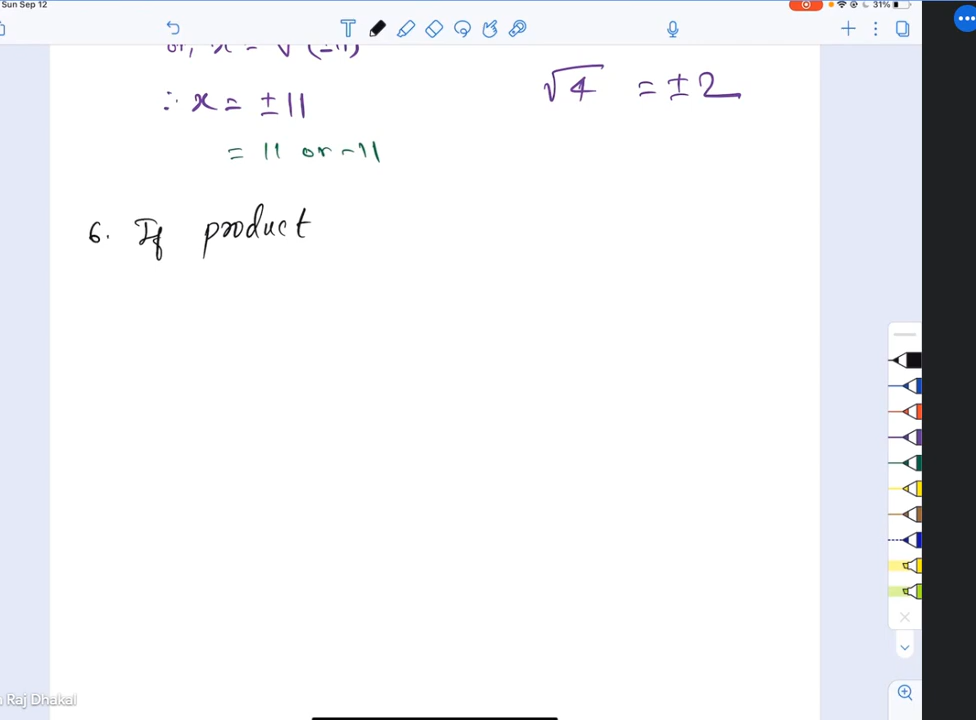 Sun Sep 12
31%
√4 = ±2
∴ x = ±11
= 11 or -11
6. If product
Raj Dhakal